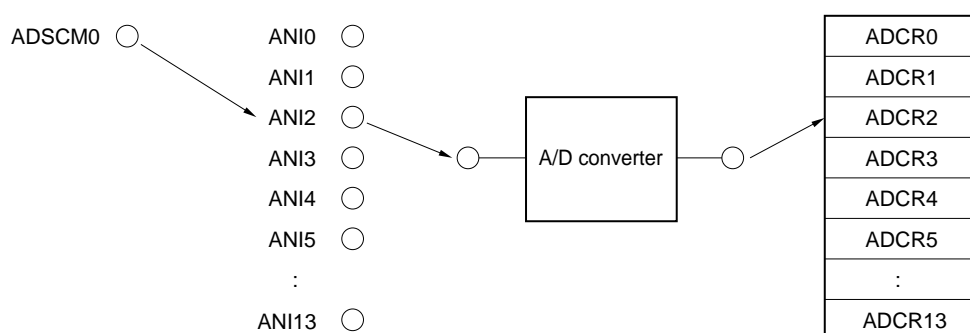 ADSCM0
ANI0
ANI1
ANI2
ANI3
ANI4
ANI5
:
ANI13
A/D converter
ADCR0
ADCR1
ADCR2
ADCR3
ADCR4
ADCR5
:
ADCR13